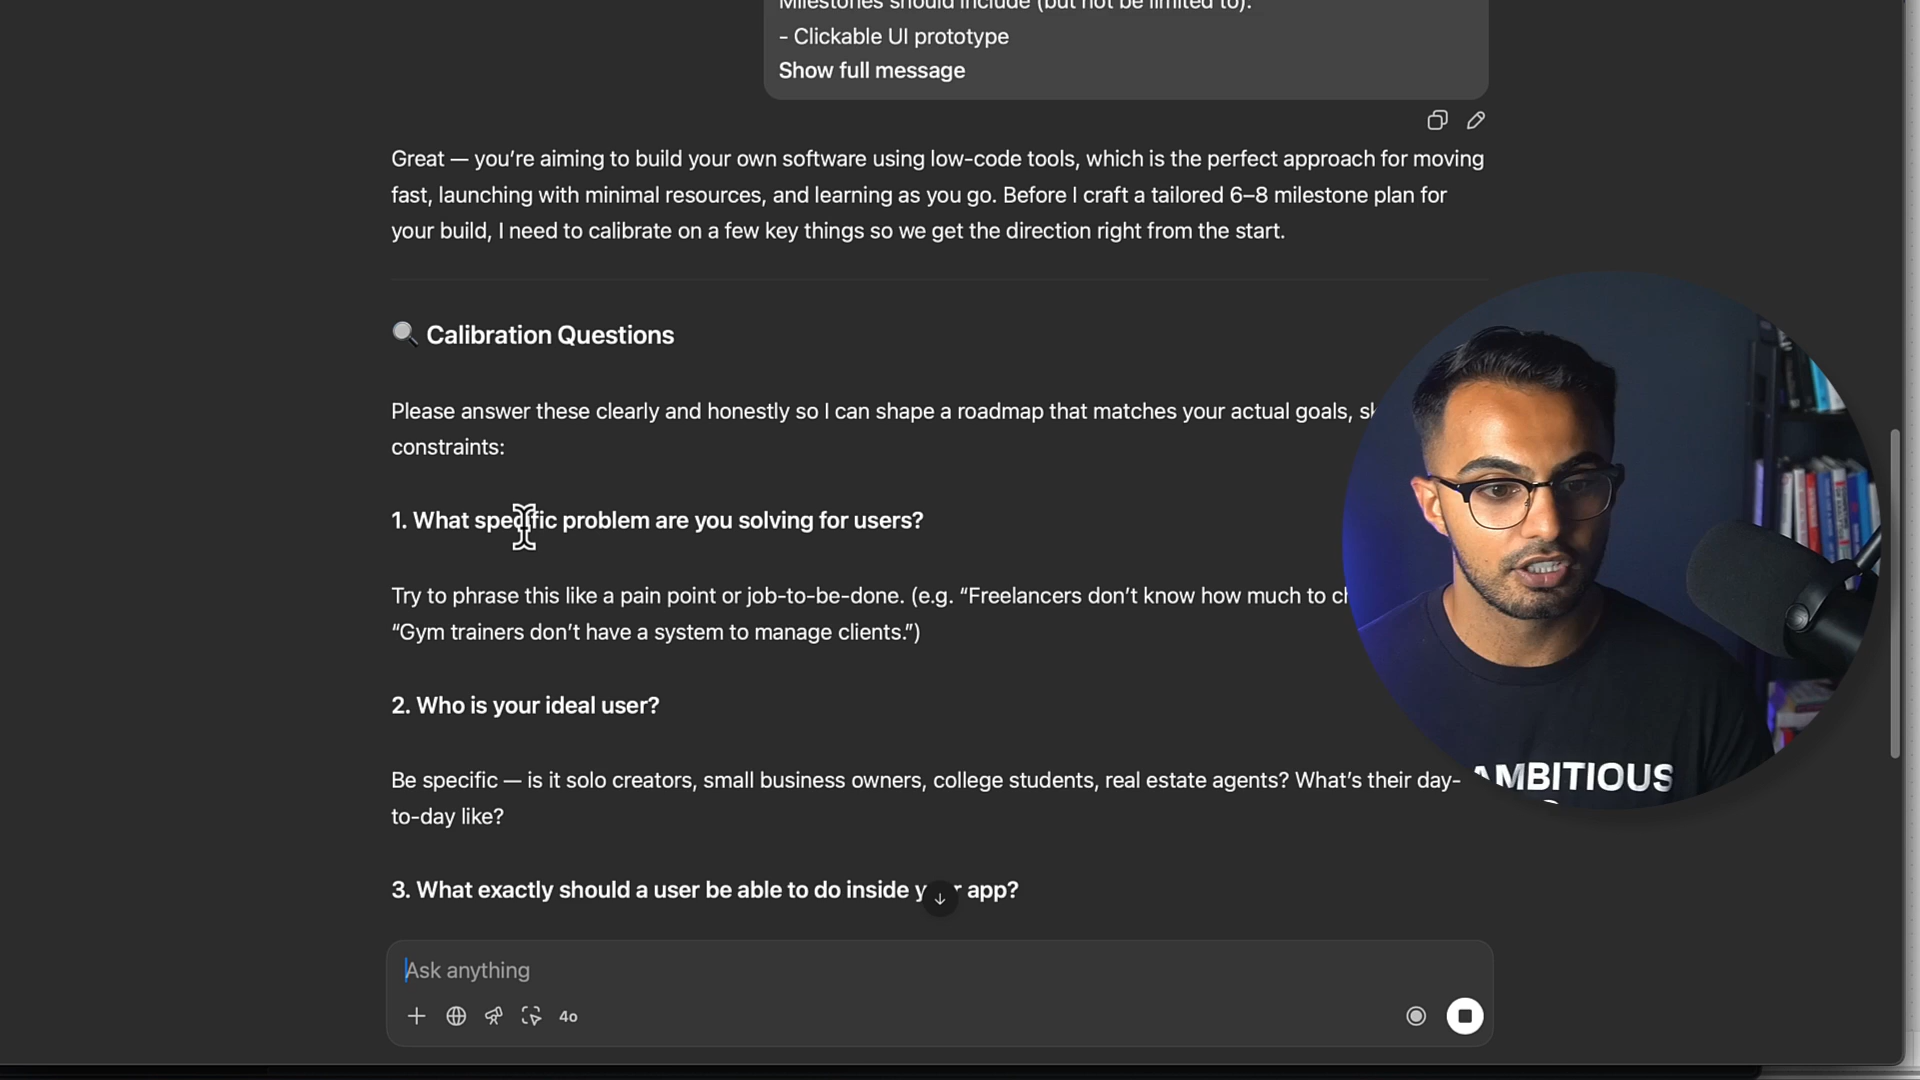 Milestones should include (but not be limited to):
- Clickable UI prototype
Show full message
Great — you’re aiming to build your own software using low-code tools, which is the perfect approach for moving
fast, launching with minimal resources, and learning as you go. Before I craft a tailored 6–8 milestone plan for
your build, I need to calibrate on a few key things so we get the direction right from the start.
Calibration Questions
Please answer these clearly and honestly so I can shape a roadmap that matches your actual goals,
constraints:
1. What specific problem are you solving for users?
Try to phrase this like a pain point or job-to-be-done. (e.g. “Freelancers don’t know how much to
“Gym trainers don’t have a system to manage clients.”)
2. Who is your ideal user?
Be specific — is it solo creators, small business owners, college students, real estate agents? What’s their day-
to-day like?
3. What exactly should a user be able to do inside your app?
Ask anything
4o
AMBITIOUS